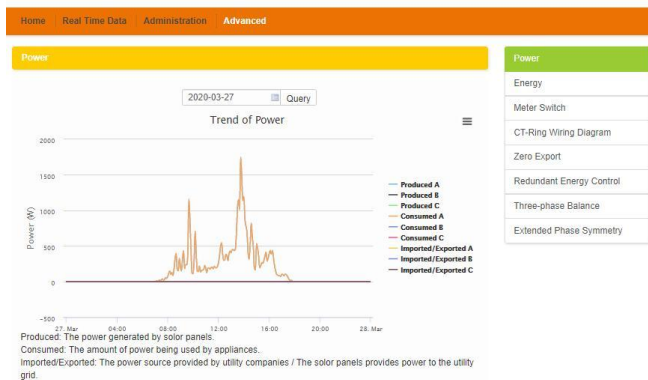 Home Real Time Data Administration Advanced
Power
2020-03-27 Query
Trend of Power
2000
1500
1000
500
0
-500
Power (W)
27. Mar 04:00 08:00 12:00 16:00 20:00 28. Mar
Produced A
Produced B
Produced C
Consumed A
Consumed B
Consumed C
Imported/Exported A
Imported/Exported B
Imported/Exported C
Produced: The power generated by solor panels.
Consumed: The amount of power being used by appliances.
Imported/Exported: The power source provided by utility companies / The solar panels provides power to the utility
grid.
Power
Energy
Meter Switch
CT-Ring Wiring Diagram
Zero Export
Redundant Energy Control
Three-phase Balance
Extended Phase Symmetry